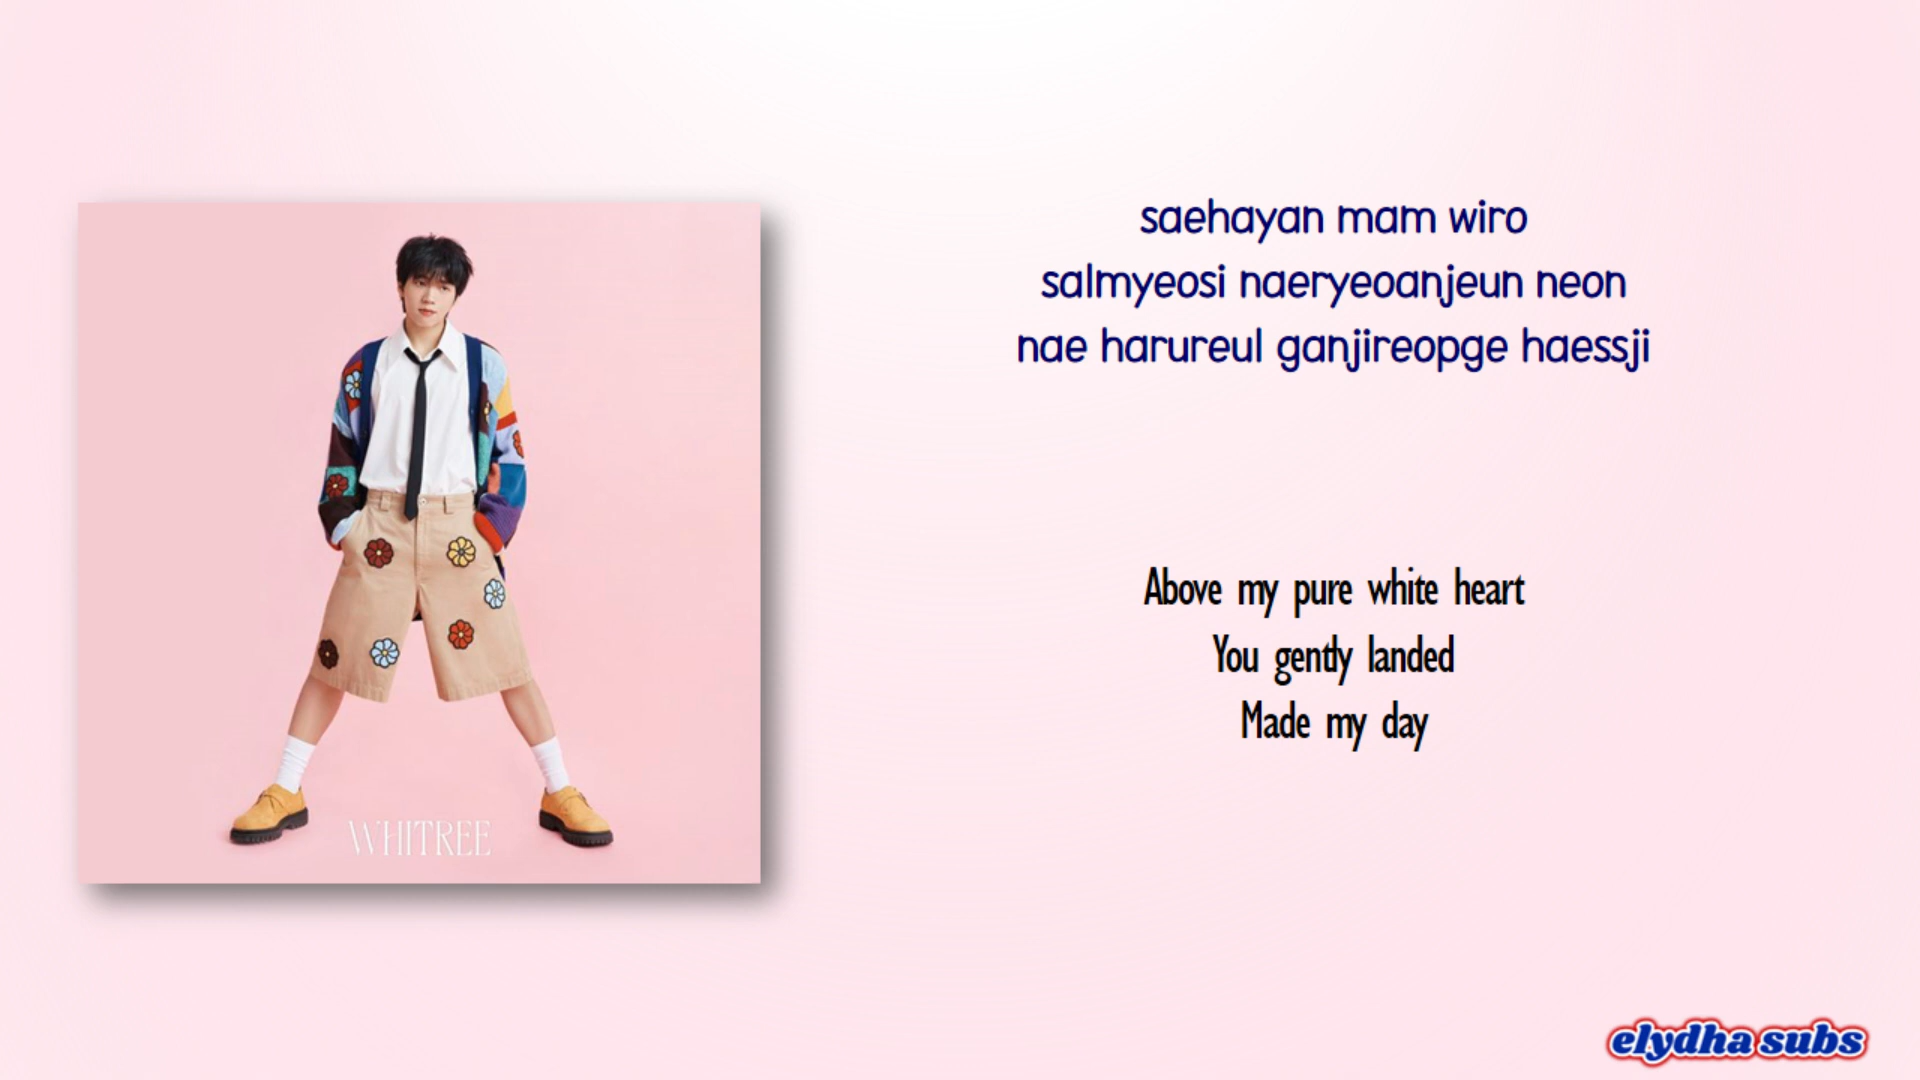 saehayan mam wiro
salmyeosi naeryeoanjeun neon
nae harureul ganjireopge haessji
Above my pure white heart
You gently landed
Made my day
WHITREE
elydha subs